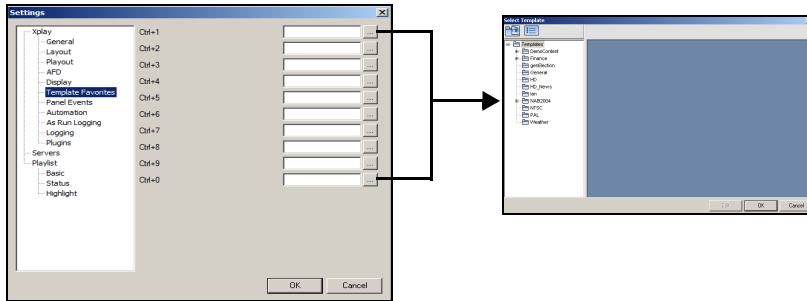 Settings
Xplay
General
Layout
Playout
AFD
Display
Template Favorites
Panel Events
Automation
As Run Logging
Logging
Plugins
Servers
Playlist
Basic
Status
Highlight
Ctrl+1 ...
Ctrl+2 ...
Ctrl+3 ...
Ctrl+4 ...
Ctrl+5 ...
Ctrl+6 ...
Ctrl+7 ...
Ctrl+8 ...
Ctrl+9 ...
Ctrl+0 ...
OK Cancel
Select Template
Templates
DemoContent
Finance
genElection
General
HD
HD_News
NAB2004
NTSC
PAL
Weather
Edit OK Cancel